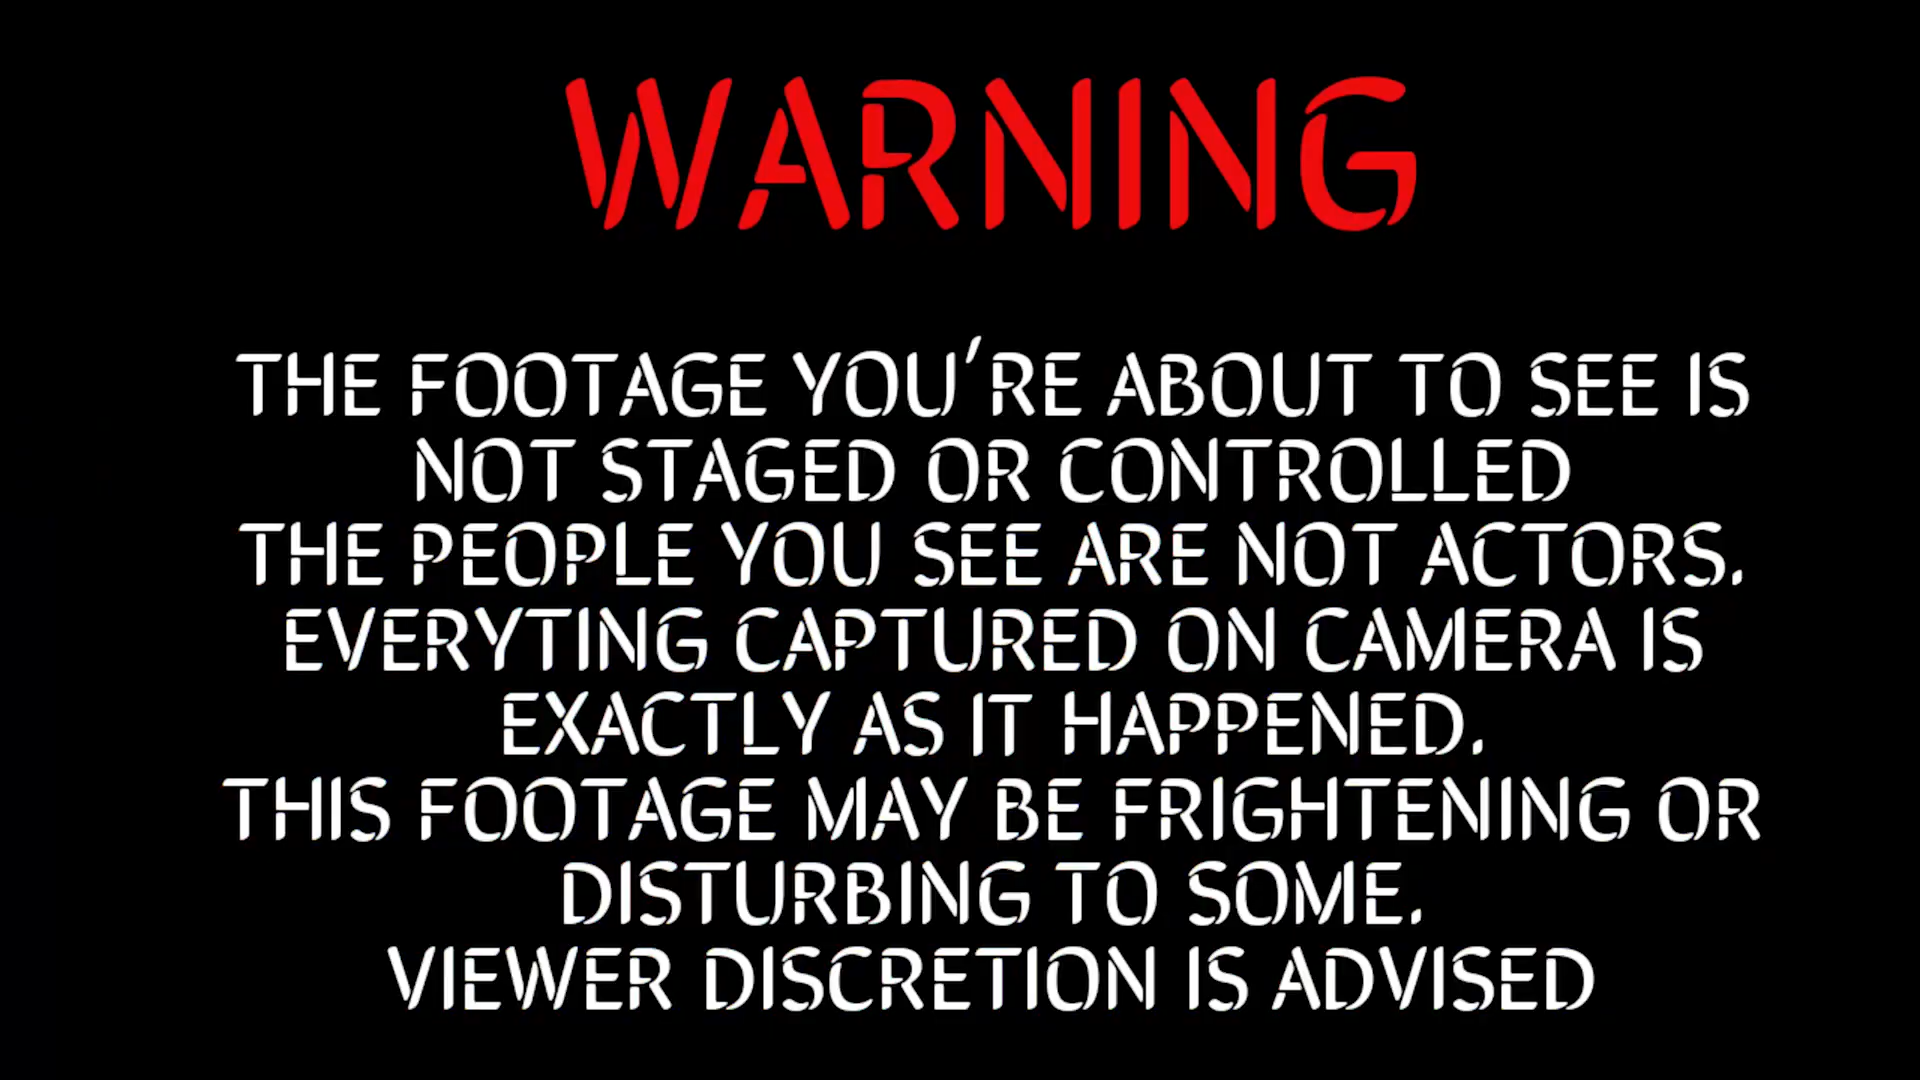 WARNING
THE FOOTAGE YOU'RE ABOUT TO SEE IS
NOT STAGED OR CONTROLLED
THE PEOPLE YOU SEE ARE NOT ACTORS.
EVERYTING CAPTURED ON CAMERA IS
EXACTLY AS IT HAPPENED.
THIS FOOTAGE MAY BE FRIGHTENING OR
DISTURBING TO SOME.
VIEWER DISCRETION IS ADVISED